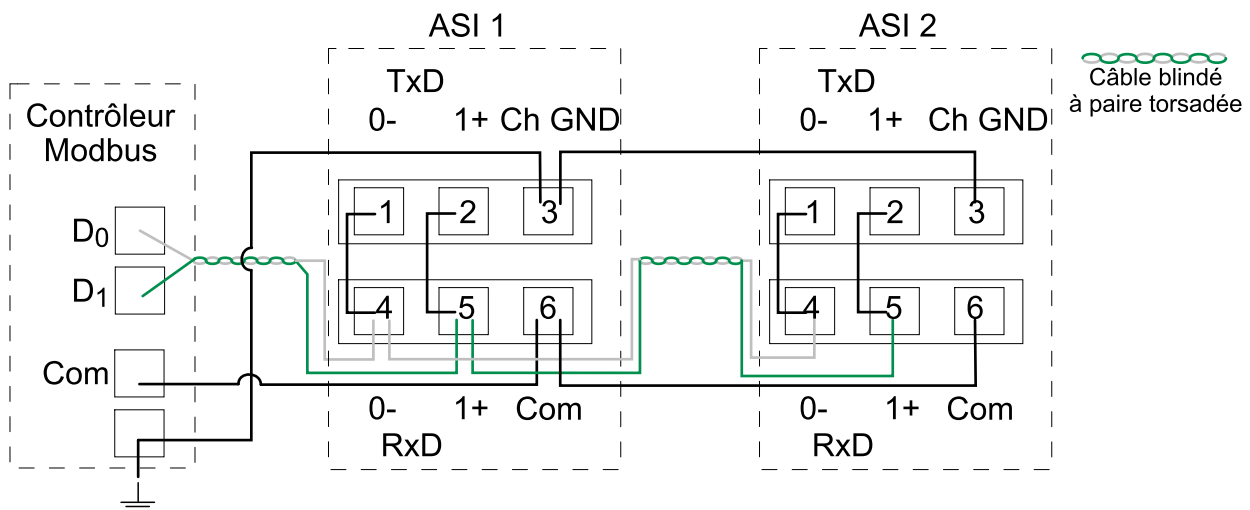 ASI 1
ASI 2
Câble blindé
à paire torsadée
Contrôleur
Modbus
TxD
0- 1+ Ch GND
TxD
0- 1+ Ch GND
1 2 3
1 2 3
D0
D1
4 5 6
4 5 6
Com
0- 1+ Com
RxD
0- 1+ Com
RxD